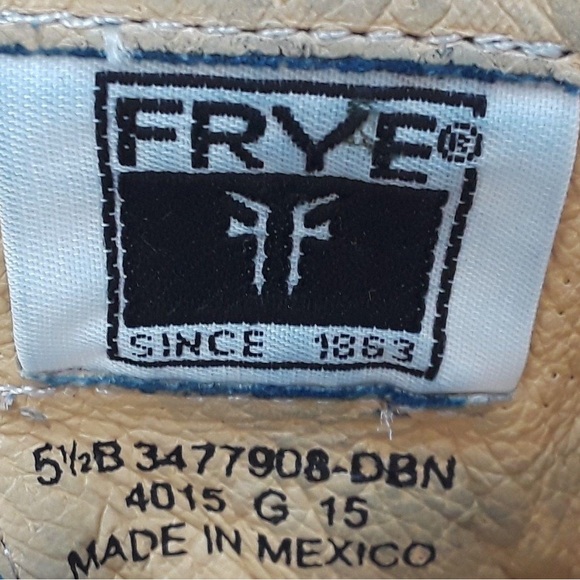 FRYE®
SINCE 1863
5½B 3477908-DBN
4015 G 15
MADE IN MEXICO